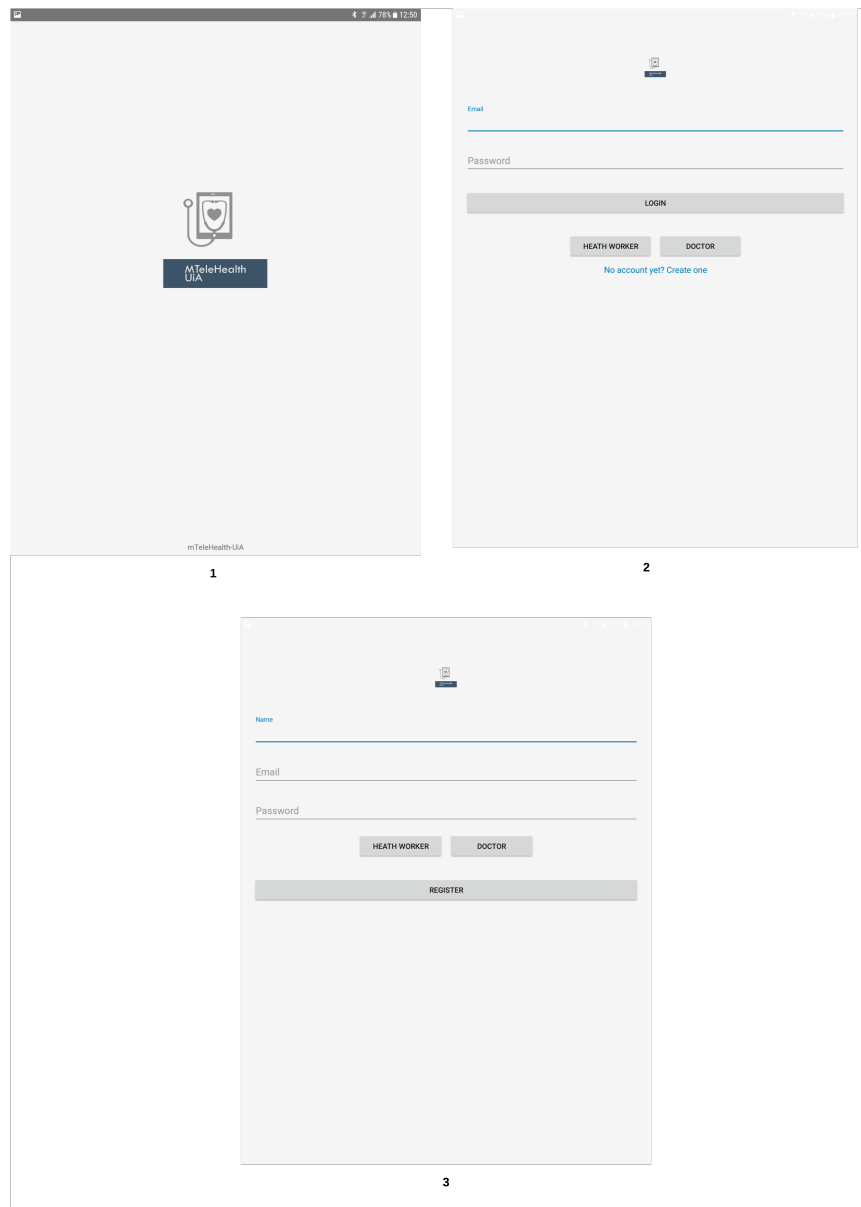 78% 12:50
MTeleHealth
UiA
mTeleHealth-UiA
1
Email
Password
LOGIN
HEATH WORKER DOCTOR
No account yet? Create one
2
Name
Email
Password
HEATH WORKER DOCTOR
REGISTER
3